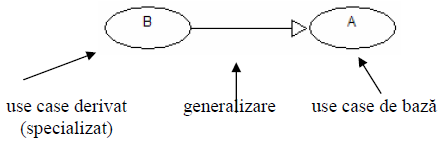 B
A
use case derivat
(specializat)
generalizare
use case de bază